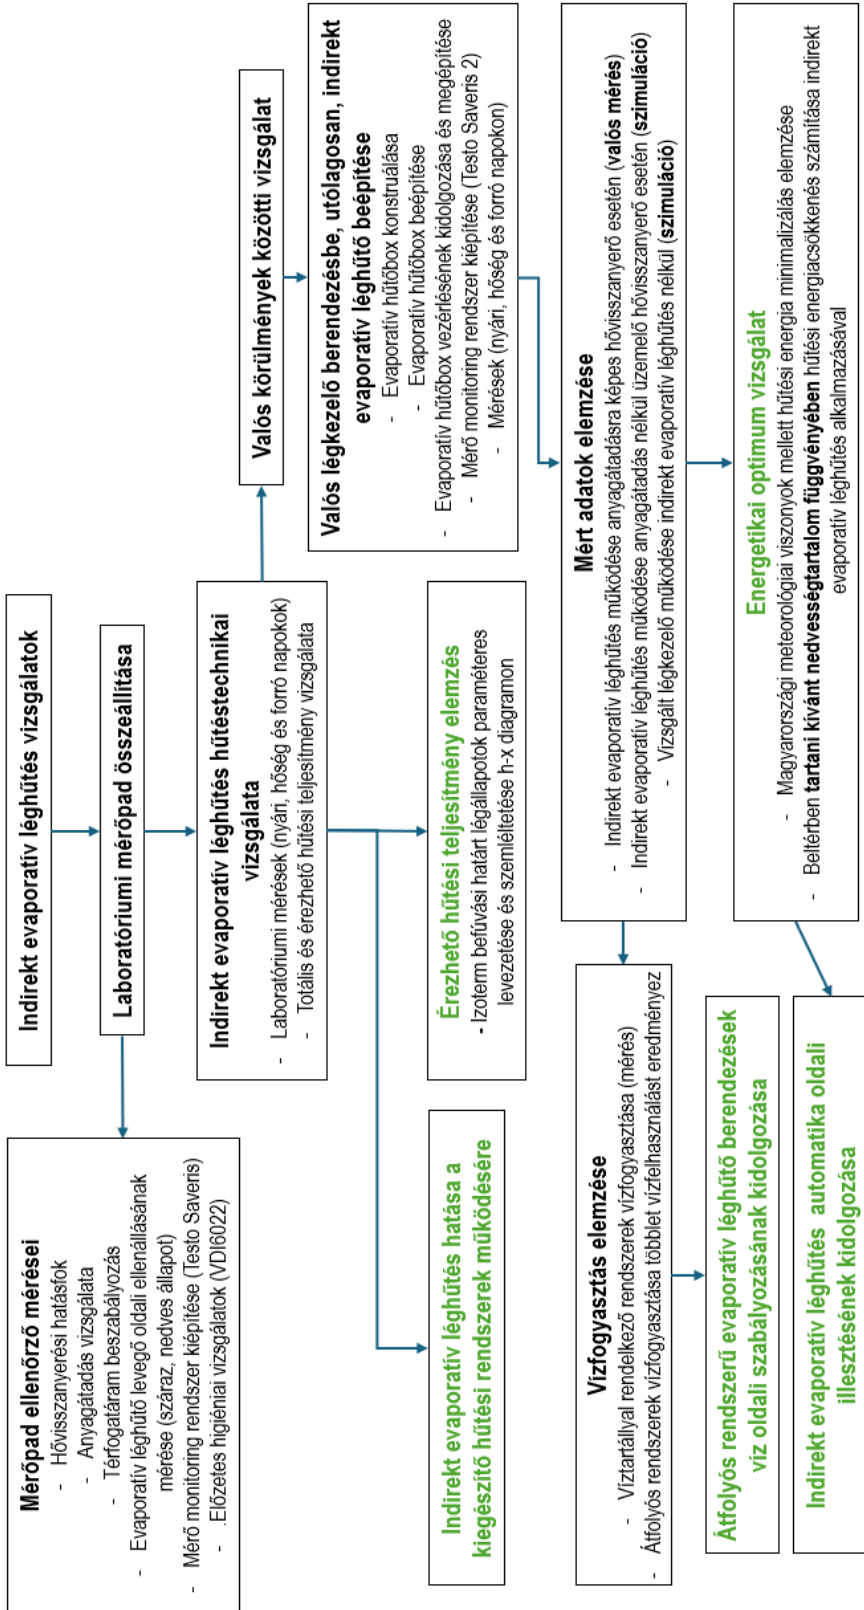 Indirekt evaporatív léghűtés vizsgálatok
Laboratóriumi mérőpad összeállítása
Mérőpad ellenőrző mérései
- Hővisszanyerési hatásfok
- Anyagátadás vizsgálata
- Térfogatáram beszabályozás
- Evaporatív léghűtő levegő oldali ellenállásának
mérése (száraz, nedves állapot)
- Mérő monitoring rendszer kiépítése (Testo Saveris)
- .Előzetes higiéniai vizsgálatok (VDI6022)
Indirekt evaporatív léghűtés hűtéstechnikai
vizsgálata
- Laboratóriumi mérések (nyári, hőség és forró napokok)
- Totális és érezhető hűtési teljesítmény vizsgálata
Valós körülmények közötti vizsgálat
Valós légkezelő berendezésbe, utólagosan, indirekt
evaporatív léghűtő beépítése
- Evaporatív hűtőbox konstruálása
- Evaporatív hűtőbox beépítése
- Evaporatív hűtőbox vezérlésének kidolgozása és megépítése
- Mérő monitoring rendszer kiépítése (Testo Saveris 2)
- Mérések (nyári, hőség és forró napokon)
Indirekt evaporatív léghűtés hatása a
kiegészítő hűtési rendszerek működésére
Érezhető hűtési teljesítmény elemzés
- Izoterm befúvási határt légállapotok paraméteres
levezetése és szemléltetése h-x diagramon
Mért adatok elemzése
- Indirekt evaporatív léghűtés működése anyagátadásra képes hővisszanyerő esetén (valós mérés)
- Indirekt evaporatív léghűtés működése anyagátadás nélkül üzemelő hővisszanyerő esetén (szimuláció)
- Vizsgált légkezelő működése indirekt evaporatív léghűtés nélkül (szimuláció)
Vízfogyasztás elemzése
- Víztartállyal rendelkező rendszerek vízfogyasztása (mérés)
- Átfolyós rendszerek vízfogyasztása többlet vízfelhasználást eredményez
Energetikai optimum vizsgálat
- Magyarországi meteorológiai viszonyok mellett hűtési energia minimalizálás elemzése
- Beltérben tartani kívánt nedvességtartalom függvényében hűtési energiacsökkenés számítása indirekt
evaporatív léghűtés alkalmazásával
Átfolyós rendszerű evaporatív léghűtő berendezések
víz oldali szabályozásának kidolgozása
Indirekt evaporatív léghűtés automatika oldali
illesztésének kidolgozása